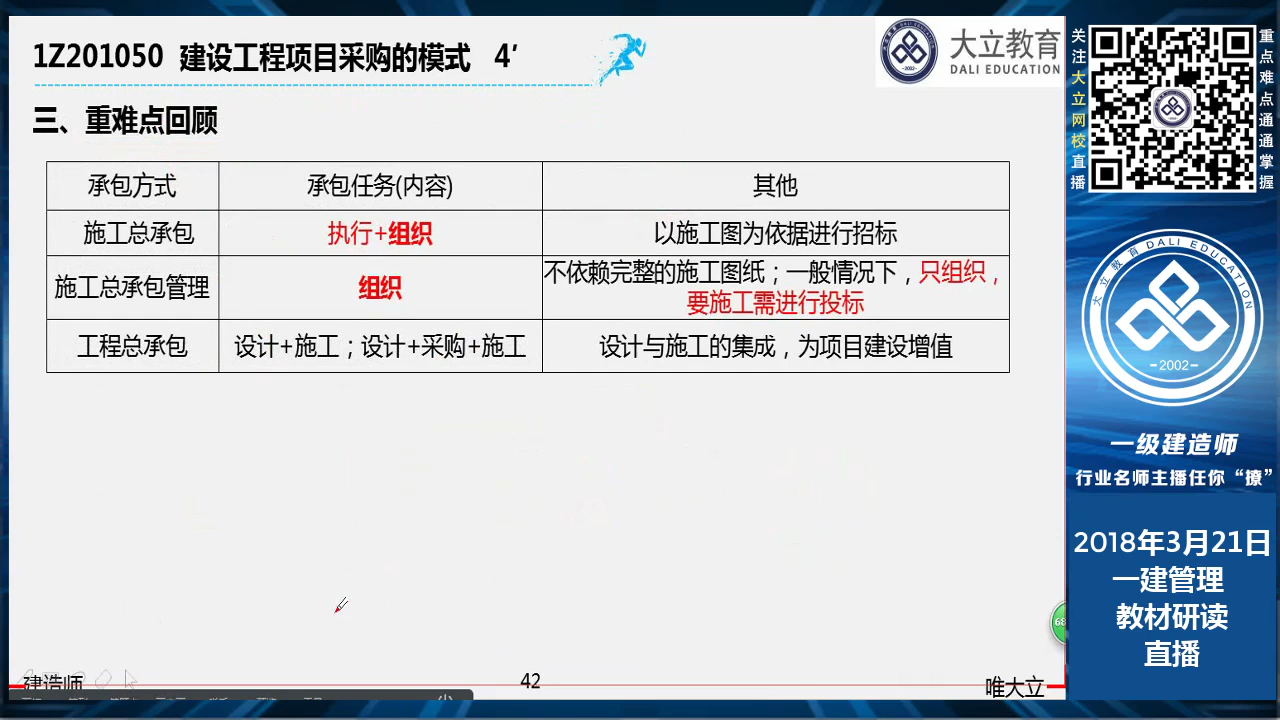 1Z201050 建设工程项目采购的模式 4′
大立教育
DALI EDUCATION
三、重难点回顾
承包方式 承包任务(内容) 其他
施工总承包 执行+组织 以施工图为依据进行招标
施工总承包管理 组织 不依赖完整的施工图纸；一般情况下，只组织，
要施工需进行投标
工程总承包 设计+施工；设计+采购+施工 设计与施工的集成，为项目建设增值
建造师
42
唯大立
关注大立网校直播
重点难点通通掌握
大立教育 DALI EDUCATION
2002
一级建造师
行业名师主播任你“撩”
2018年3月21日
一建管理
教材研读
直播
68